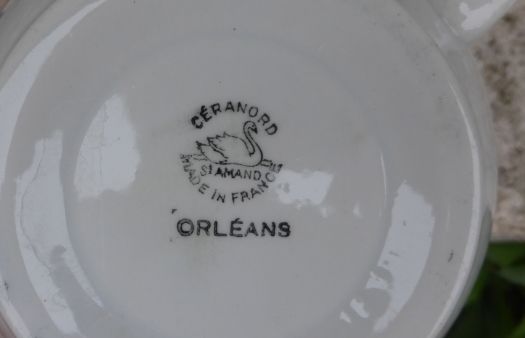 CÉRANORD
St AMAND
MADE IN FRANCE
ORLÉANS